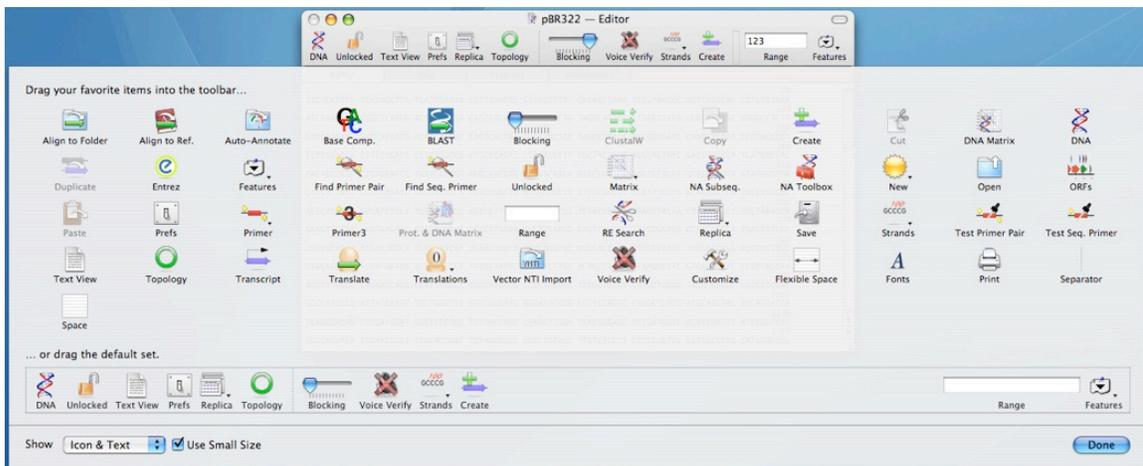 pBR322 — Editor
DNA Unlocked Text View Prefs Replica Topology Blocking Voice Verify Strands Create Range Features
123
Drag your favorite items into the toolbar...
Align to Folder Align to Ref. Auto-Annotate Base Comp. BLAST Blocking ClustalW Copy Create Cut DNA Matrix DNA
Duplicate Entrez Features Find Primer Pair Find Seq. Primer Unlocked Matrix NA Subseq. NA Toolbox New Open ORFs
Paste Prefs Primer Primer3 Prot. & DNA Matrix Range RE Search Replica Save Strands Test Primer Pair Test Seq. Primer
Text View Topology Transcript Translate Translations Vector NTI Import Voice Verify Customize Flexible Space Fonts Print Separator
Space
... or drag the default set.
DNA Unlocked Text View Prefs Replica Topology Blocking Voice Verify Strands Create Range Features
Show Icon & Text Use Small Size Done